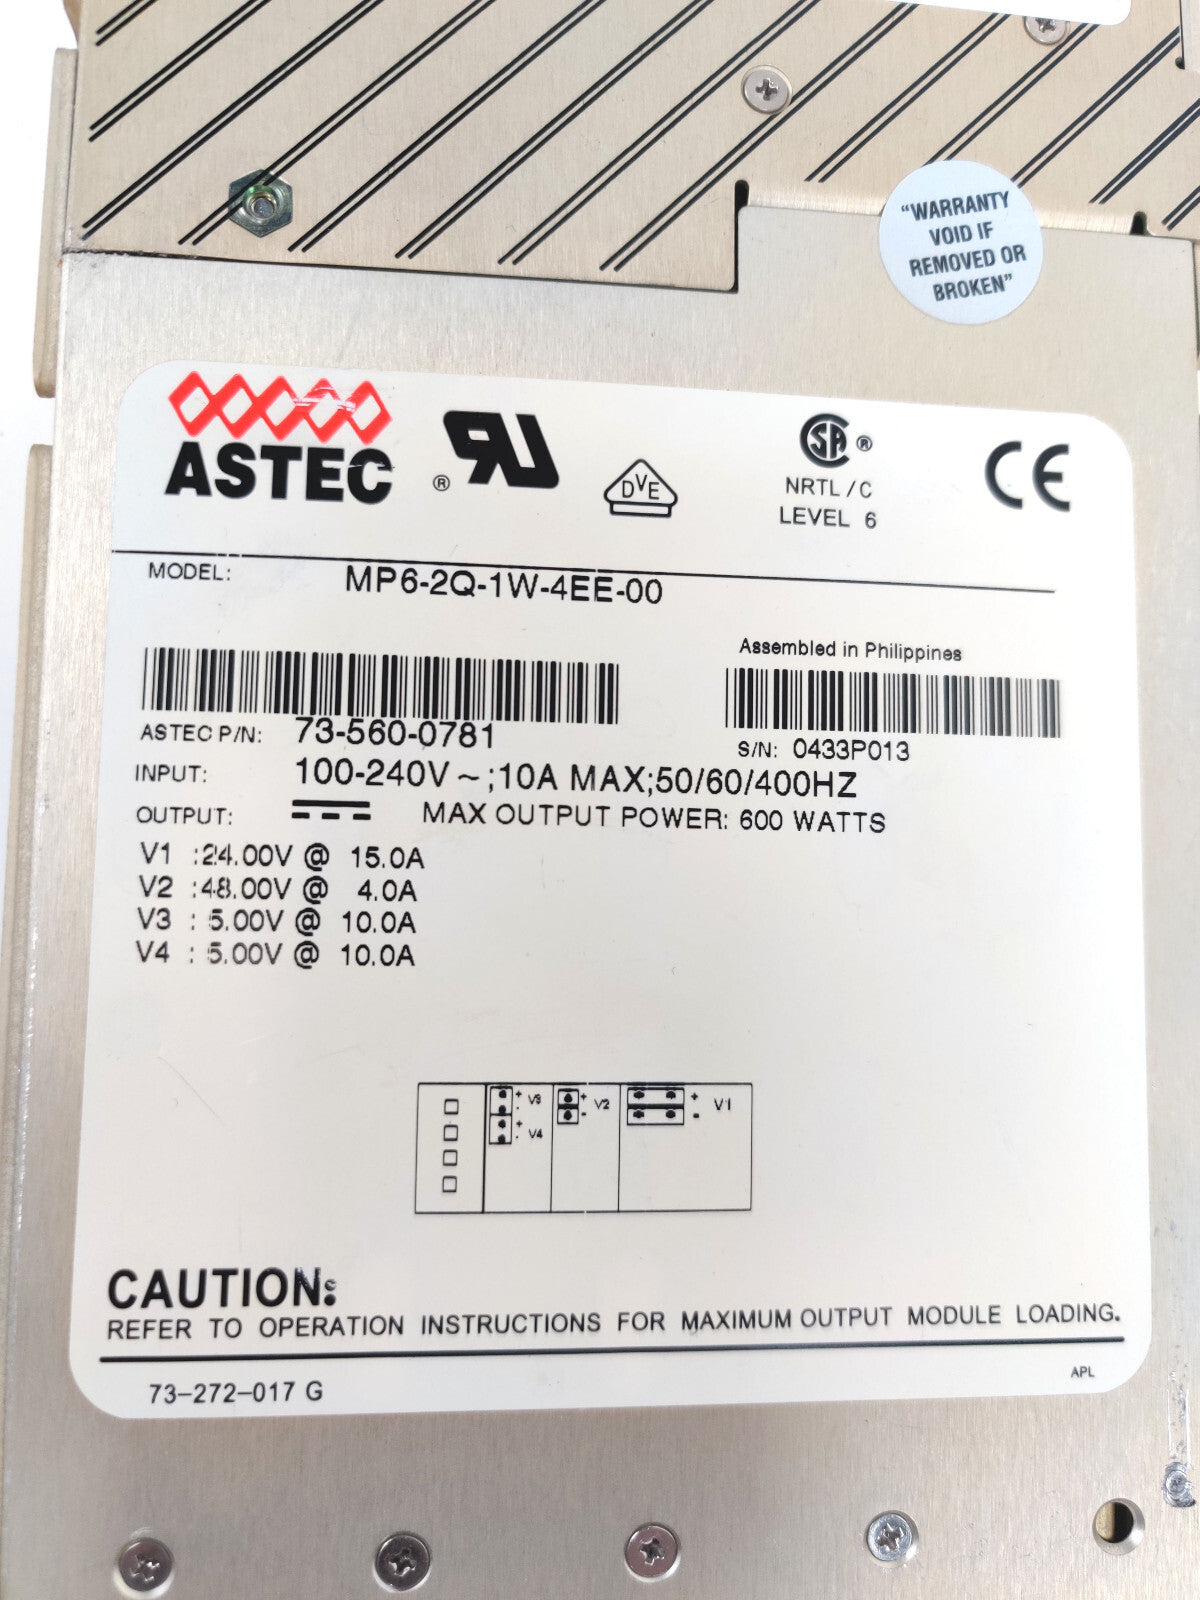 "WARRANTY
VOID IF
REMOVED OR
BROKEN"
ASTEC
® RU
DVE
SA ®
NRTL/C
LEVEL 6
CE
MODEL: MP6-2Q-1W-4EE-00
Assembled in Philippines
ASTEC P/N: 73-560-0781
S/N: 0433P013
INPUT: 100-240V ~;10A MAX;50/60/400HZ
OUTPUT: MAX OUTPUT POWER: 600 WATTS
V1 :24.00V @ 15.0A
V2 :48.00V @ 4.0A
V3 : 5.00V @ 10.0A
V4 : 5.00V @ 10.0A
+ V3
-
+ V4
-
+ V2
-
+ V1
-
CAUTION:
REFER TO OPERATION INSTRUCTIONS FOR MAXIMUM OUTPUT MODULE LOADING.
73-272-017 G
APL